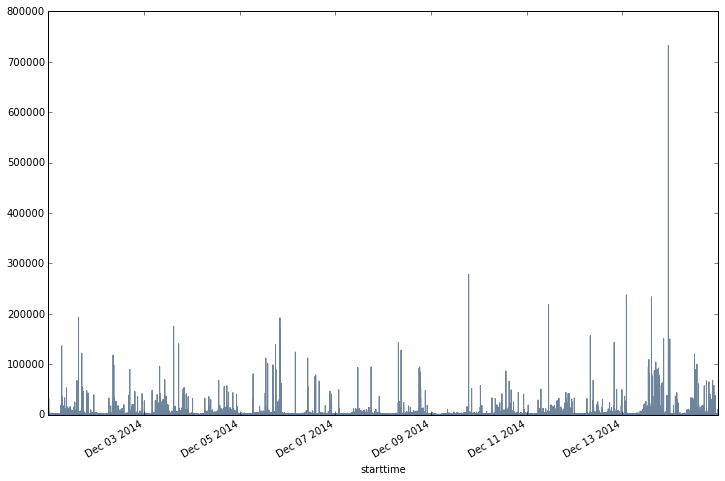 800000
700000
600000
500000
400000
300000
200000
100000
0
Dec 03 2014
Dec 05 2014
Dec 07 2014
Dec 09 2014
Dec 11 2014
Dec 13 2014
starttime